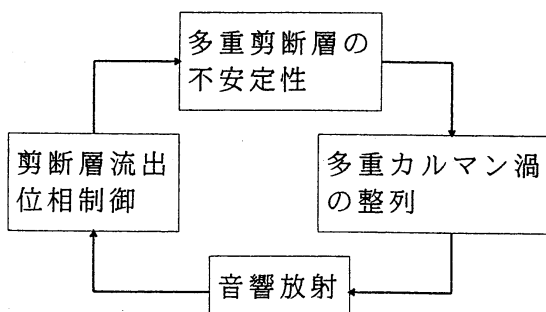 多重剪断層の
不安定性
多重カルマン渦
の整列
音響放射
剪断層流出
位相制御